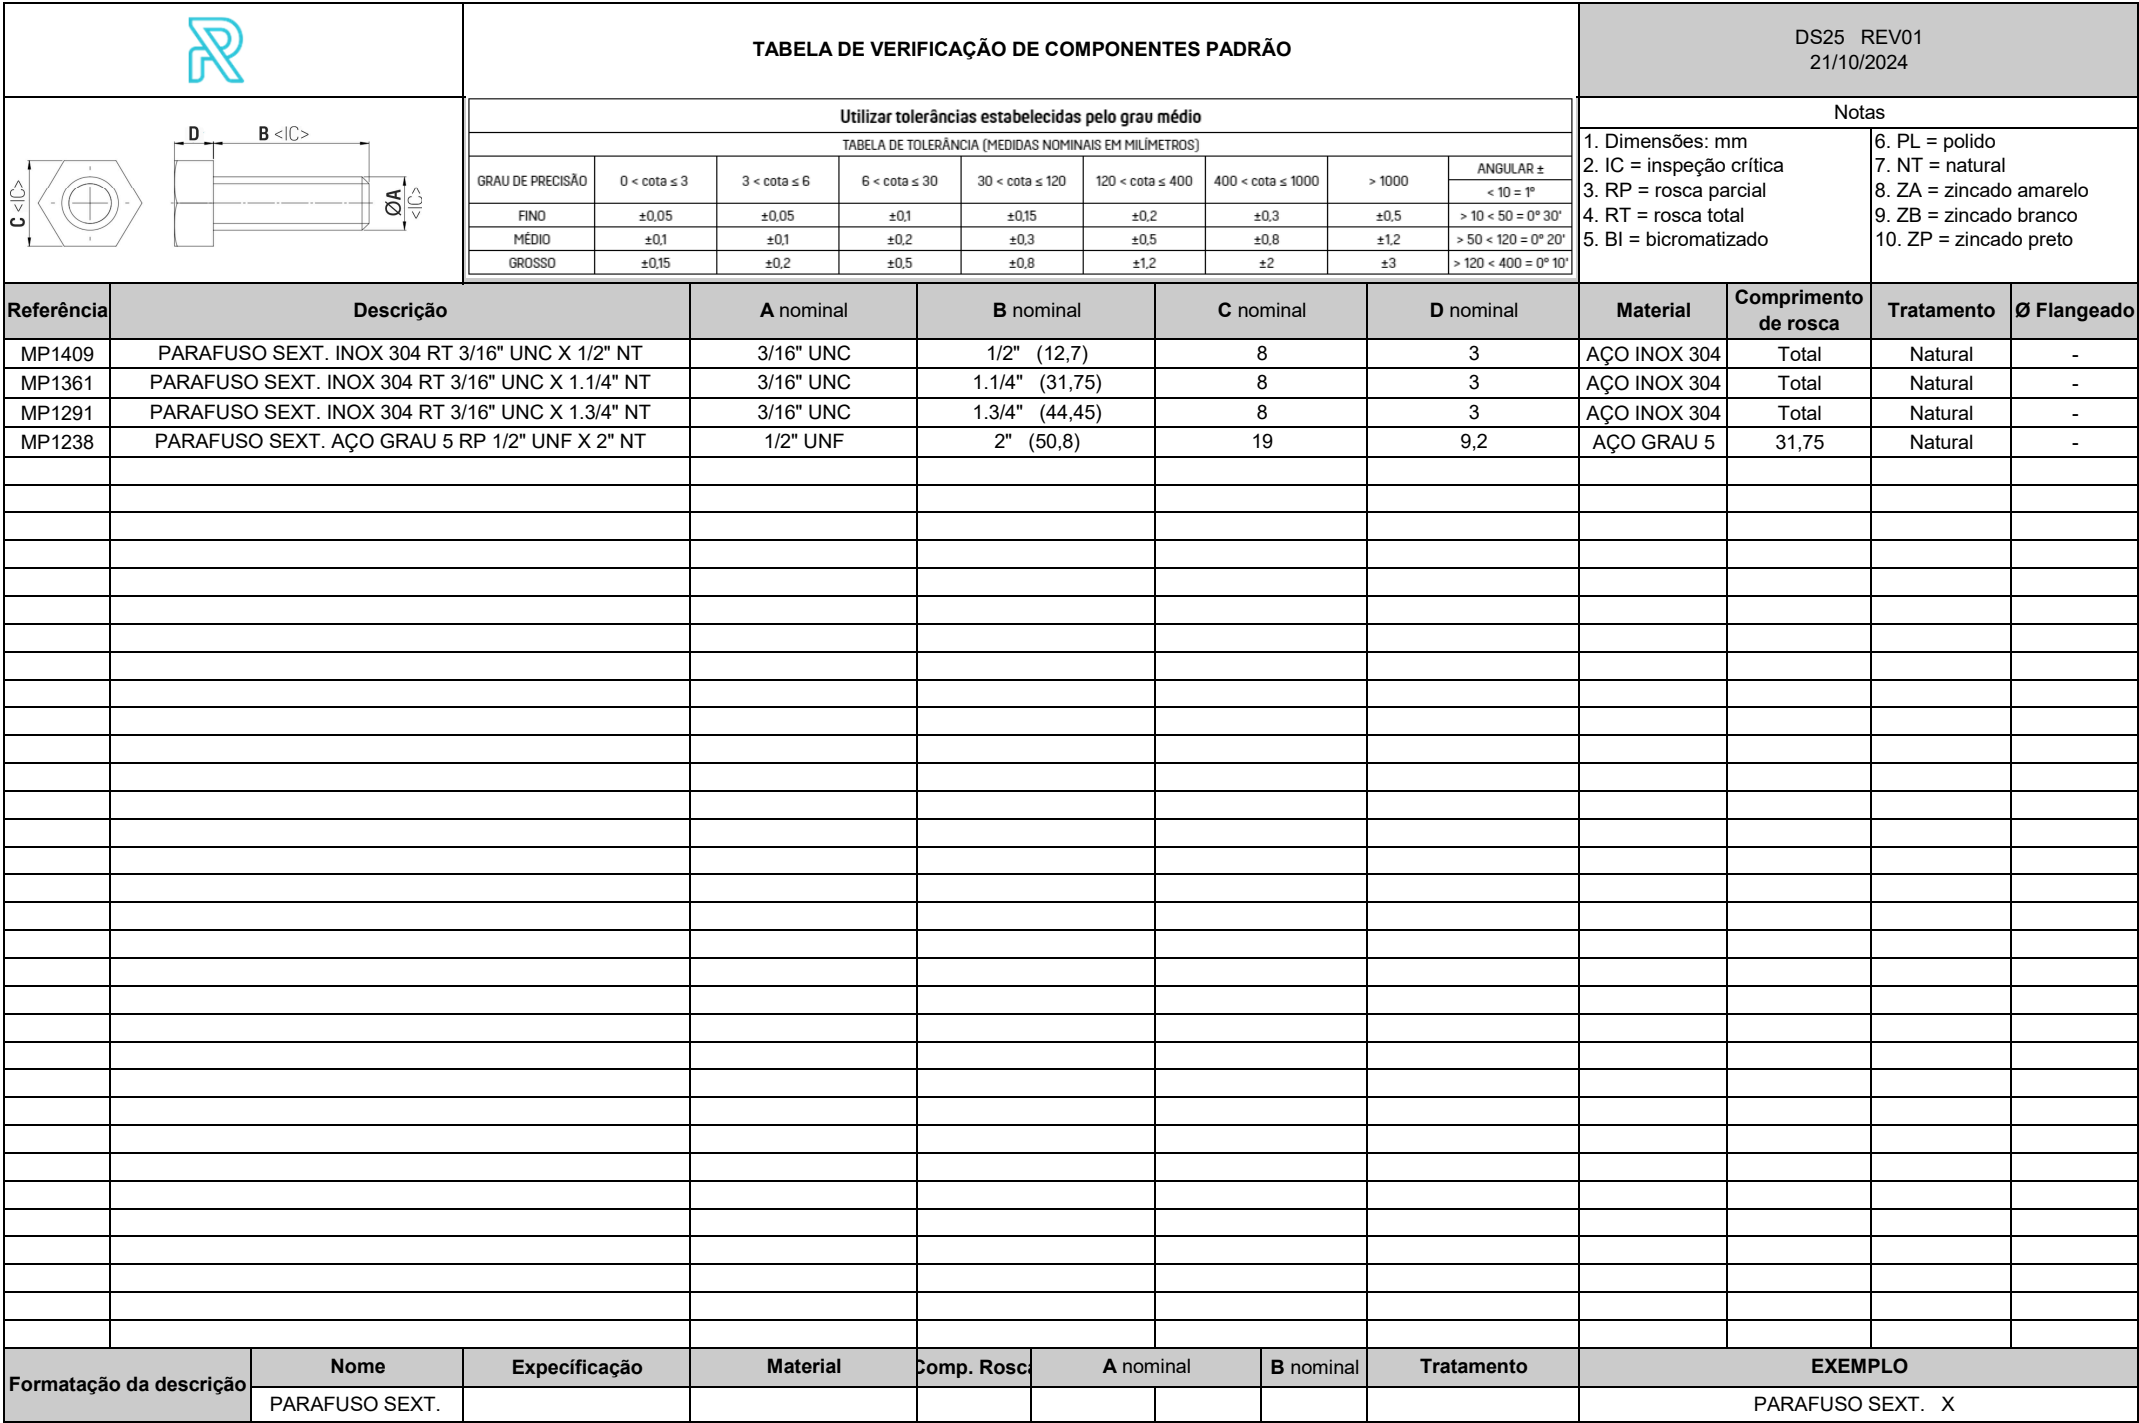 TABELA DE VERIFICAÇÃO DE COMPONENTES PADRÃO
DS25 REV01
21/10/2024
D B <IC>
C <IC>
ØA <IC>
Utilizar tolerâncias estabelecidas pelo grau médio
TABELA DE TOLERÂNCIA (MEDIDAS NOMINAIS EM MILÍMETROS)
GRAU DE PRECISÃO 0 < cota ≤ 3 3 < cota ≤ 6 6 < cota ≤ 30 30 < cota ≤ 120 120 < cota ≤ 400 400 < cota ≤ 1000 > 1000 ANGULAR ±
< 10 = 1º
FINO ±0,05 ±0,05 ±0,1 ±0,15 ±0,2 ±0,3 ±0,5 > 10 < 50 = 0º 30'
MÉDIO ±0,1 ±0,1 ±0,2 ±0,3 ±0,5 ±0,8 ±1,2 > 50 < 120 = 0º 20'
GROSSO ±0,15 ±0,2 ±0,5 ±0,8 ±1,2 ±2 ±3 > 120 < 400 = 0º 10'
Notas
1. Dimensões: mm
2. IC = inspeção crítica
3. RP = rosca parcial
4. RT = rosca total
5. BI = bicromatizado
6. PL = polido
7. NT = natural
8. ZA = zincado amarelo
9. ZB = zincado branco
10. ZP = zincado preto
Referência Descrição A nominal B nominal C nominal D nominal Material Comprimento de rosca Tratamento Ø Flangeado
MP1409 PARAFUSO SEXT. INOX 304 RT 3/16" UNC X 1/2" NT 3/16" UNC 1/2" (12,7) 8 3 AÇO INOX 304 Total Natural -
MP1361 PARAFUSO SEXT. INOX 304 RT 3/16" UNC X 1.1/4" NT 3/16" UNC 1.1/4" (31,75) 8 3 AÇO INOX 304 Total Natural -
MP1291 PARAFUSO SEXT. INOX 304 RT 3/16" UNC X 1.3/4" NT 3/16" UNC 1.3/4" (44,45) 8 3 AÇO INOX 304 Total Natural -
MP1238 PARAFUSO SEXT. AÇO GRAU 5 RP 1/2" UNF X 2" NT 1/2" UNF 2" (50,8) 19 9,2 AÇO GRAU 5 31,75 Natural -
Formatação da descrição Nome Expecíficação Material Comp. Rosca A nominal B nominal Tratamento EXEMPLO
PARAFUSO SEXT. PARAFUSO SEXT. X